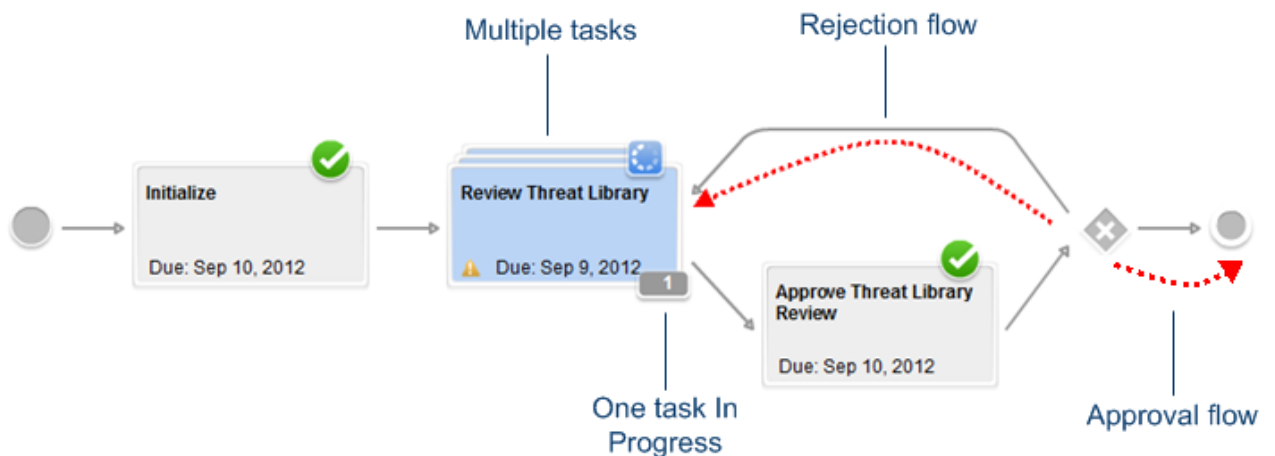 Multiple tasks
Rejection flow
Initialize
Due: Sep 10, 2012
Review Threat Library
Due: Sep 9, 2012
1
Approve Threat Library
Review
Due: Sep 10, 2012
One task In
Progress
Approval flow